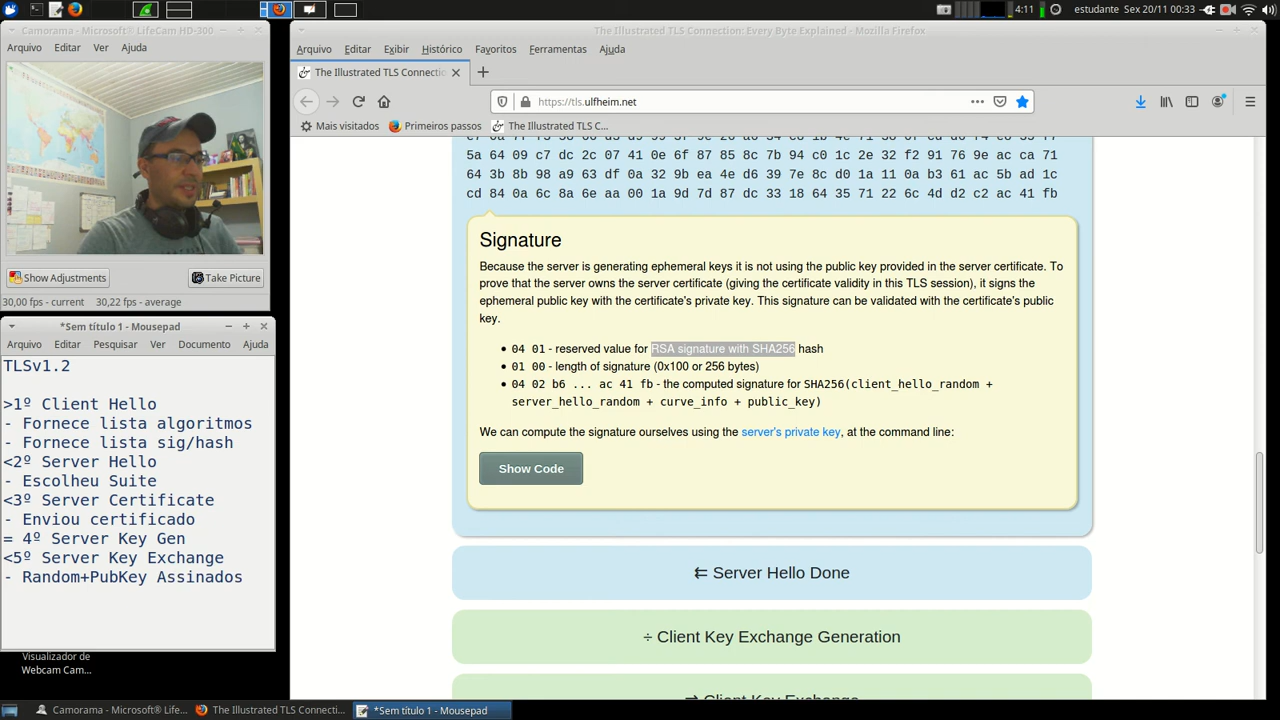 4:11
estudante
Sex 20/11 00:33
Camorama - Microsoft® LifeCam HD-300
Arquivo Editar Ver Ajuda
Show Adjustments
Take Picture
30,00 fps - current 30,22 fps - average
*Sem título 1 - Mousepad
Arquivo Editar Pesquisar Ver Documento Ajuda
TLSv1.2
>1º Client Hello
- Fornece lista algoritmos
- Fornece lista sig/hash
<2º Server Hello
- Escolheu Suite
<3º Server Certificate
- Enviou certificado
= 4º Server Key Gen
<5º Server Key Exchange
- Random+PubKey Assinados
Visualizador de
Webcam Cam...
The Illustrated TLS Connection: Every Byte Explained - Mozilla Firefox
Arquivo Editar Exibir Histórico Favoritos Ferramentas Ajuda
The Illustrated TLS Connectio
https://tls.ulfheim.net
Mais visitados Primeiros passos The Illustrated TLS C...
5a 64 09 c7 dc 2c 07 41 0e 6f 87 85 8c 7b 94 c0 1c 2e 32 f2 91 76 9e ac ca 71
64 3b 8b 98 a9 63 df 0a 32 9b ea 4e d6 39 7e 8c d0 1a 11 0a b3 61 ac 5b ad 1c
cd 84 0a 6c 8a 6e aa 00 1a 9d 7d 87 dc 33 18 64 35 71 22 6c 4d d2 c2 ac 41 fb
Signature
Because the server is generating ephemeral keys it is not using the public key provided in the server certificate. To
prove that the server owns the server certificate (giving the certificate validity in this TLS session), it signs the
ephemeral public key with the certificate's private key. This signature can be validated with the certificate's public
key.
• 04 01 - reserved value for RSA signature with SHA256 hash
• 01 00 - length of signature (0x100 or 256 bytes)
• 04 02 b6 ... ac 41 fb - the computed signature for SHA256(client_hello_random +
server_hello_random + curve_info + public_key)
We can compute the signature ourselves using the server's private key, at the command line:
Show Code
⇇ Server Hello Done
÷ Client Key Exchange Generation
Client Key Exchange
Camorama - Microsoft® Life...
The Illustrated TLS Connecti...
*Sem título 1 - Mousepad